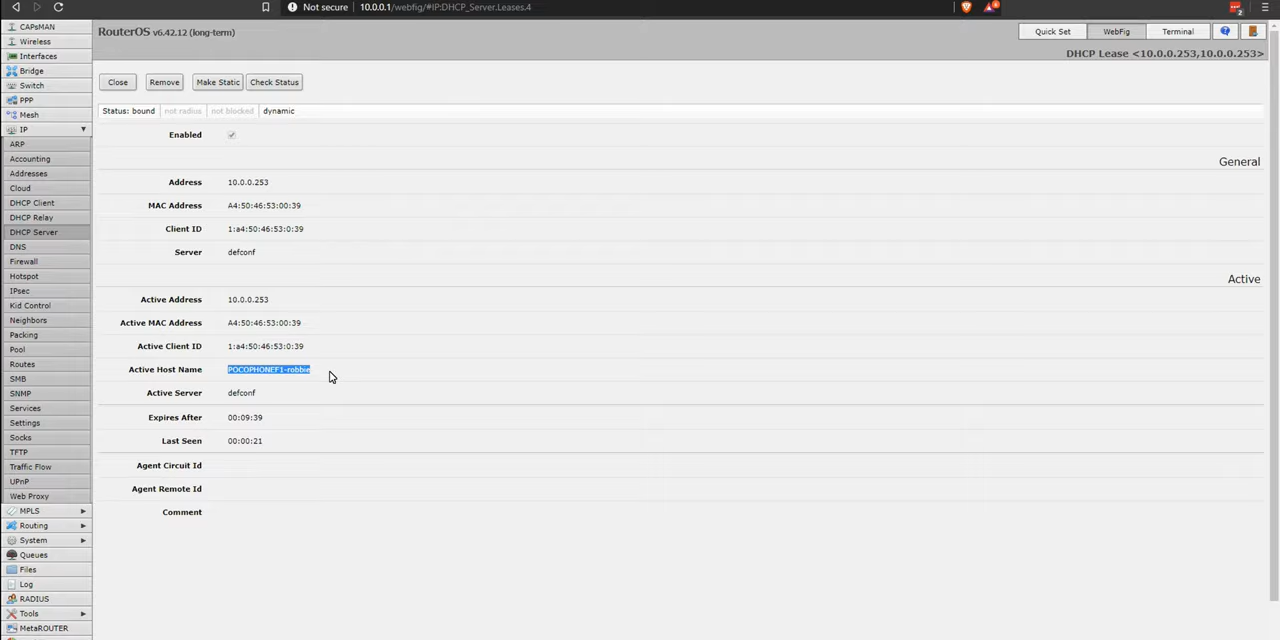 Not secure 10.0.0.1/webfig/#IP:DHCP_Server.Leases.4
2
6
CAPsMAN
Wireless
Interfaces
Bridge
Switch
PPP
Mesh
IP
ARP
Accounting
Addresses
Cloud
DHCP Client
DHCP Relay
DHCP Server
DNS
Firewall
Hotspot
IPsec
Kid Control
Neighbors
Packing
Pool
Routes
SMB
SNMP
Services
Settings
Socks
TFTP
Traffic Flow
UPnP
Web Proxy
MPLS
Routing
System
Queues
Files
Log
RADIUS
Tools
MetaROUTER
RouterOS v6.42.12 (long-term)
Quick Set WebFig Terminal
DHCP Lease <10.0.0.253,10.0.0.253>
Close Remove Make Static Check Status
Status: bound not radius not blocked dynamic
Enabled
General
Address 10.0.0.253
MAC Address A4:50:46:53:00:39
Client ID 1:a4:50:46:53:0:39
Server defconf
Active
Active Address 10.0.0.253
Active MAC Address A4:50:46:53:00:39
Active Client ID 1:a4:50:46:53:0:39
Active Host Name POCOPHONEF1-robbie
Active Server defconf
Expires After 00:09:39
Last Seen 00:00:21
Agent Circuit Id
Agent Remote Id
Comment